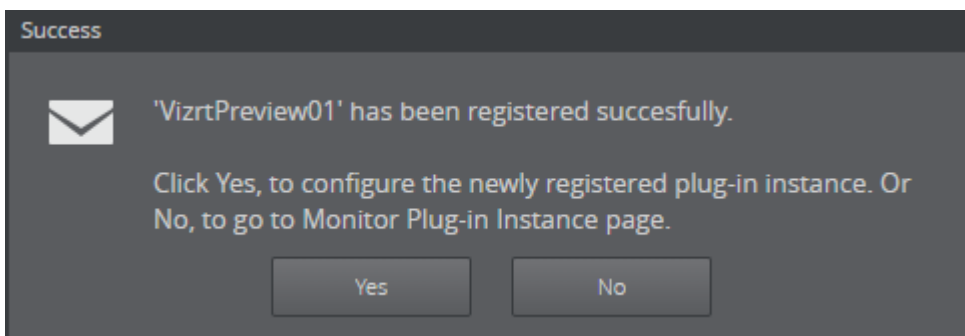 Success
'VizrtPreview01' has been registered succesfully.
Click Yes, to configure the newly registered plug-in instance. Or
No, to go to Monitor Plug-in Instance page.
Yes
No